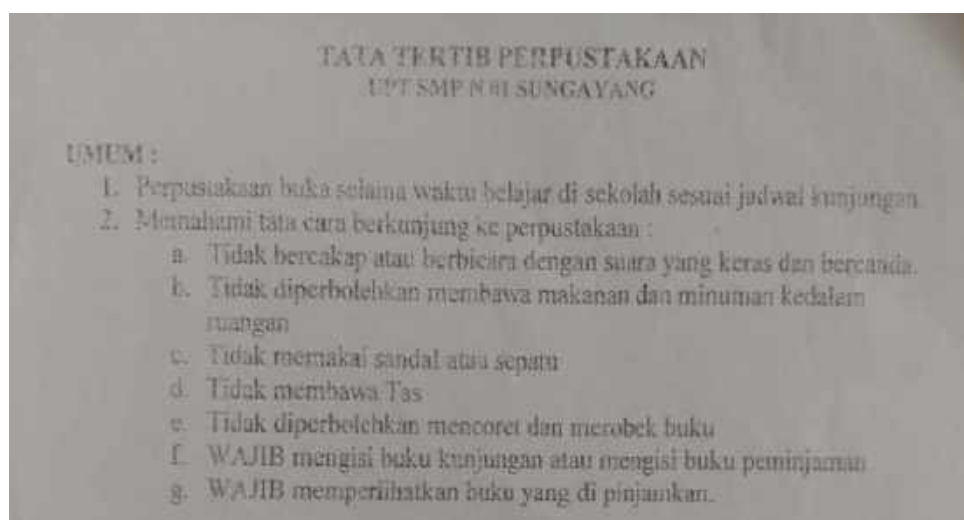 TATA TERTIB PERPUSTAKAAN
UPT SMP N 01 SUNGAYANG
UMUM :
1. Perpustakaan buka selama waktu belajar di sekolah sesuai jadwal kunjungan.
2. Memahami tata cara berkunjung ke perpustakaan :
a. Tidak bercakap atau berbicara dengan suara yang keras dan bercanda.
b. Tidak diperbolehkan membawa makanan dan minuman kedalam
ruangan
c. Tidak memakai sandal atau sepatu
d. Tidak membawa Tas
e. Tidak diperbolehkan mencoret dan merobek buku
f. WAJIB mengisi buku kunjungan atau mengisi buku peminjaman
g. WAJIB memperlihatkan buku yang di pinjamkan.